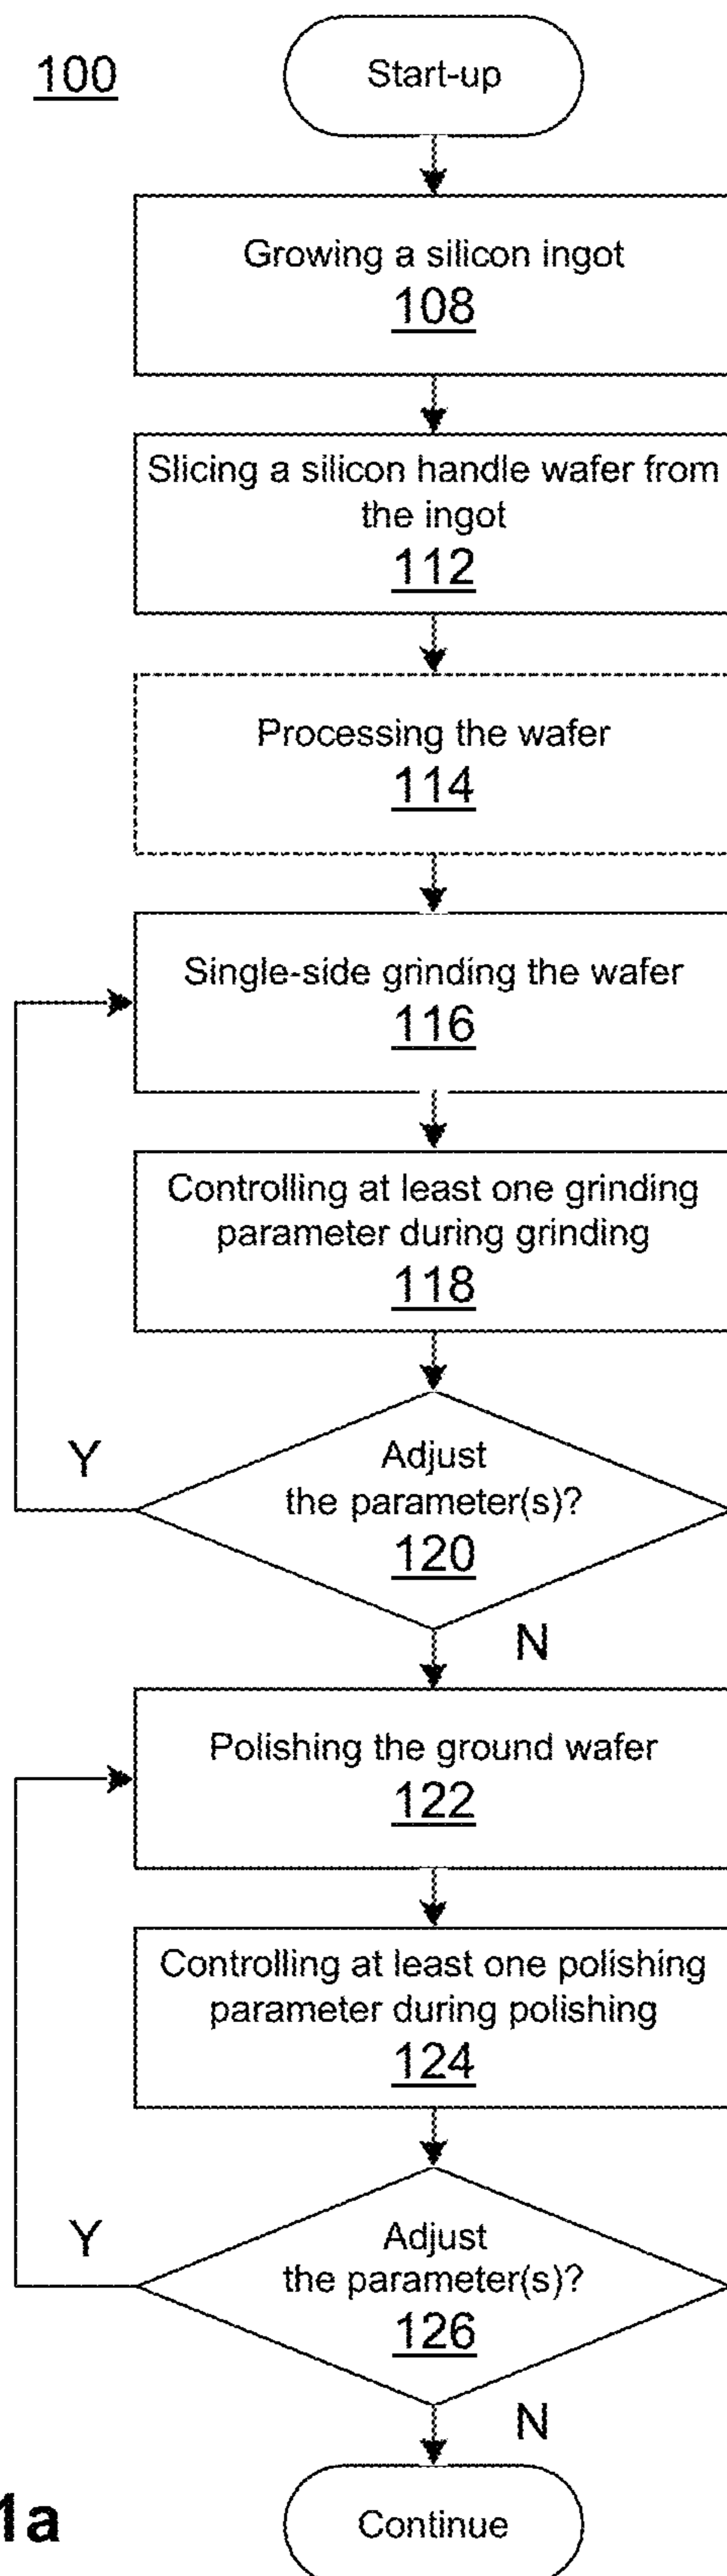 100
Start-up
Growing a silicon ingot
108
Slicing a silicon handle wafer from
the ingot
112
Processing the wafer
114
Single-side grinding the wafer
116
Controlling at least one grinding
parameter during grinding
118
Adjust
the parameter(s)?
120
Y
N
Polishing the ground wafer
122
Controlling at least one polishing
parameter during polishing
124
Adjust
the parameter(s)?
126
Y
N
1a
Continue